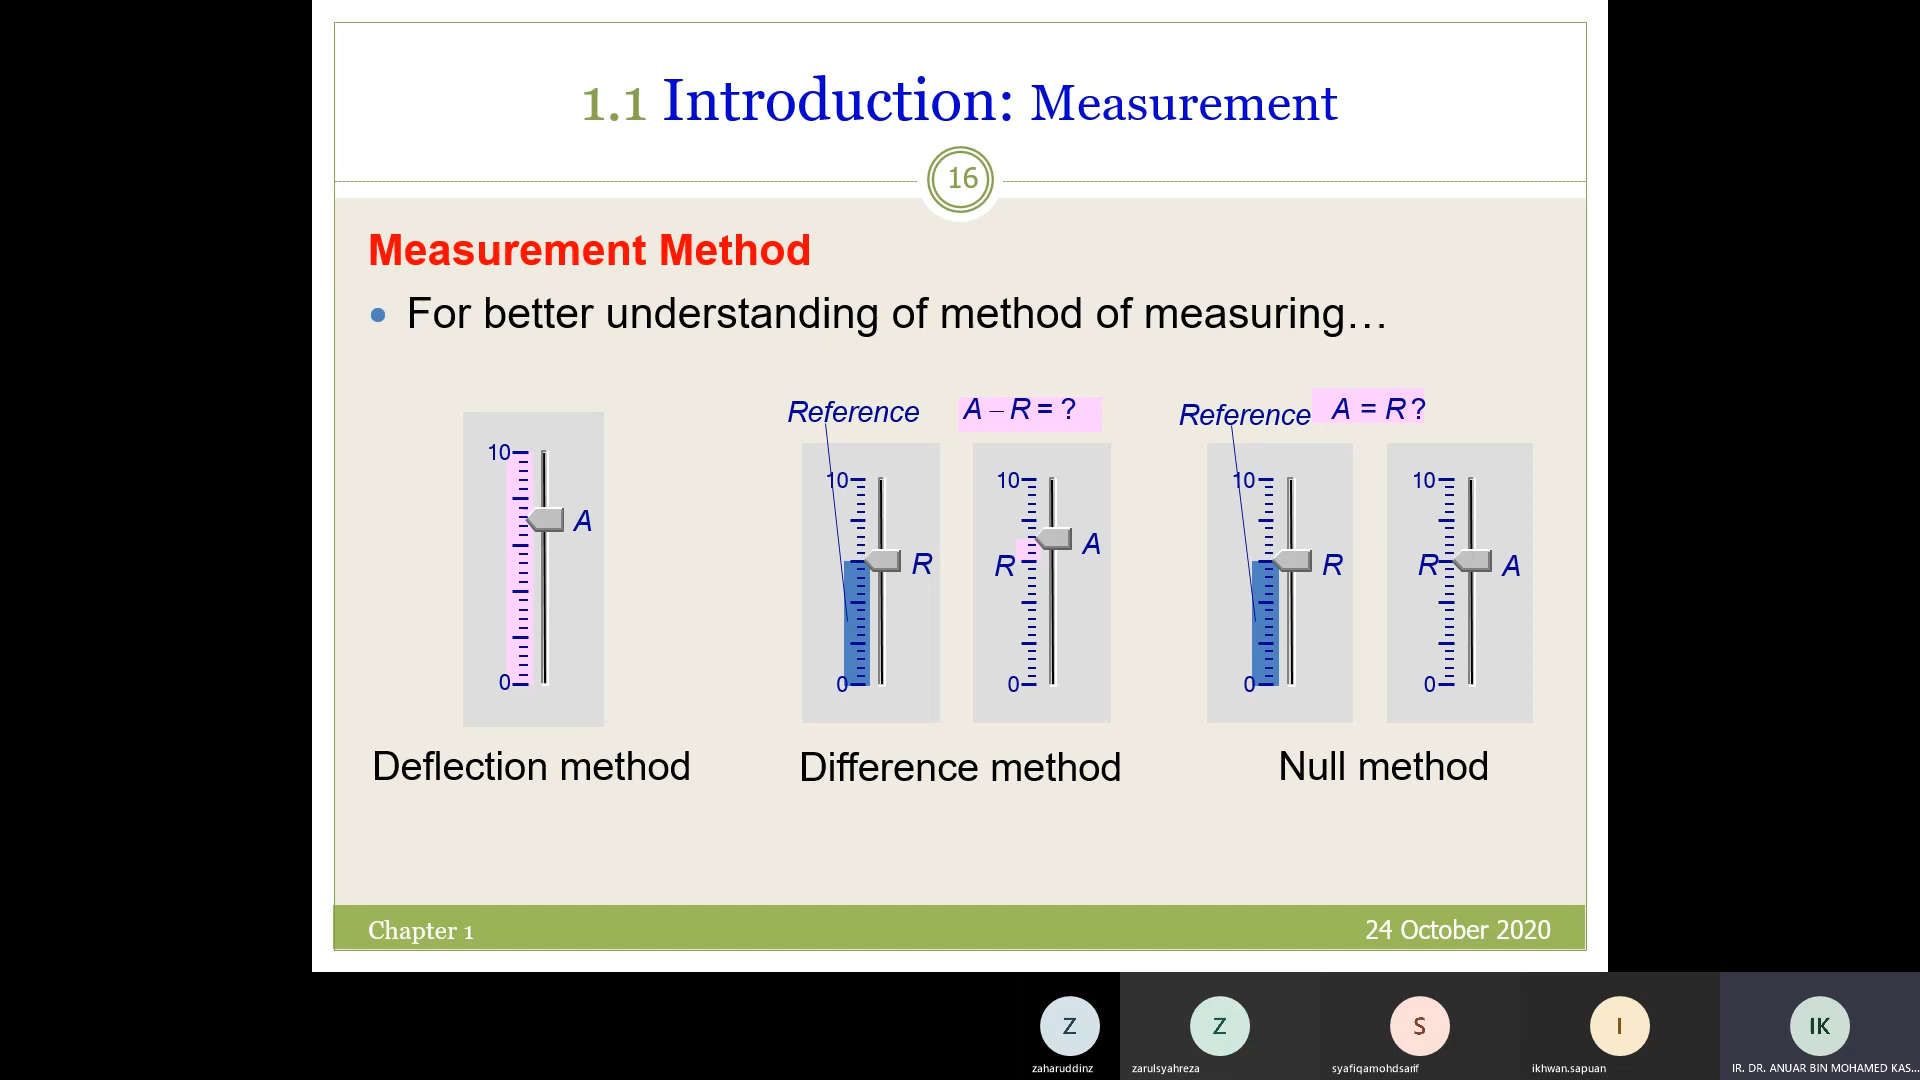 1.1 Introduction: Measurement
16
Measurement Method
• For better understanding of method of measuring…
10
A
0
Deflection method
Reference
A – R = ?
10
R
0
10
R
A
0
Difference method
Reference
A = R ?
10
R
0
10
R
A
0
Null method
Chapter 1
24 October 2020
Z
zaharuddinz
Z
zarulsyahreza
S
syafiqamohdsarif
I
ikhwan.sapuan
IK
IR. DR. ANUAR BIN MOHAMED KAS...